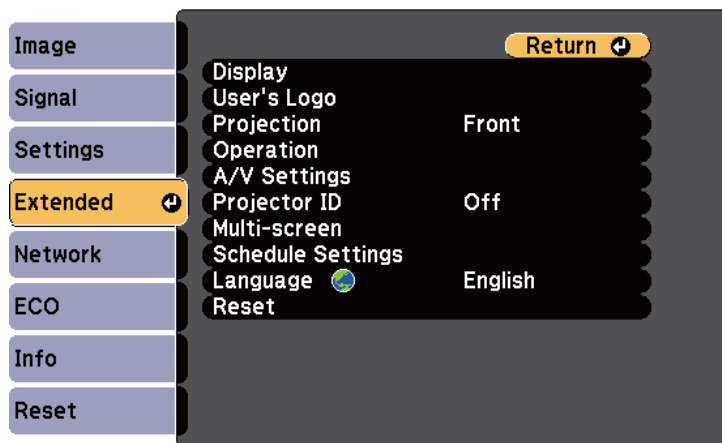 Image
Signal
Settings
Extended
Network
ECO
Info
Reset
Return
Display
User's Logo
Projection Front
Operation
A/V Settings
Projector ID Off
Multi-screen
Schedule Settings
Language English
Reset